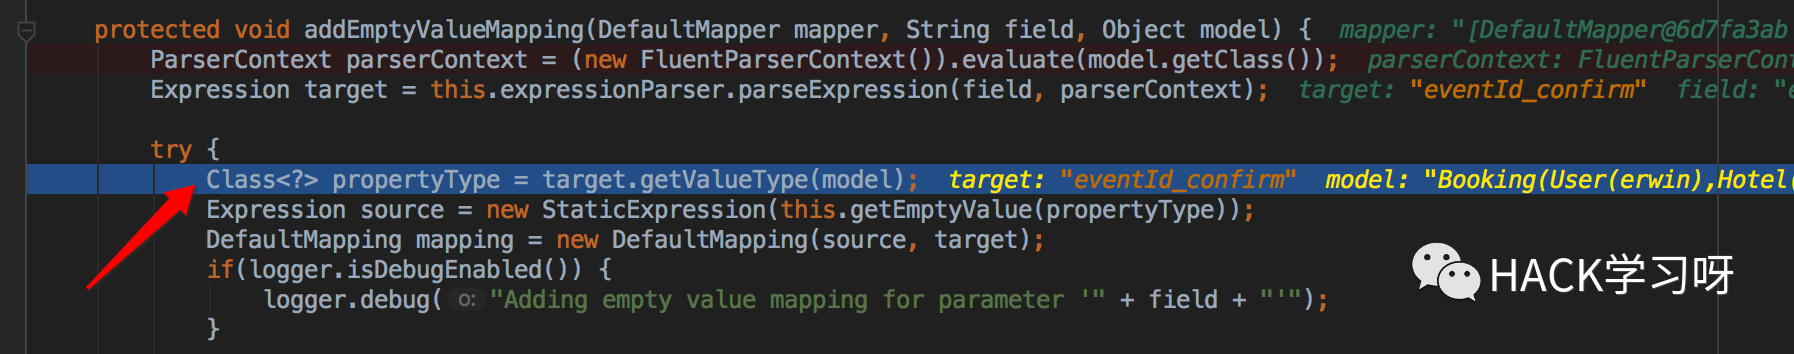 protected void addEmptyValueMapping(DefaultMapper mapper, String field, Object model) {  mapper: "[DefaultMapper@6d7fa3ab
ParserContext parserContext = (new FluentParserContext()).evaluate(model.getClass());  parserContext: FluentParserCont
Expression target = this.expressionParser.parseExpression(field, parserContext);  target: "eventId_confirm"  field: "e
try {
Class<?> propertyType = target.getValueType(model);  target: "eventId_confirm"  model: "Booking(User(erwin),Hotel(
Expression source = new StaticExpression(this.getEmptyValue(propertyType));
DefaultMapping mapping = new DefaultMapping(source, target);
if(logger.isDebugEnabled()) {
logger.debug( o: "Adding empty value mapping for parameter '" + field + "'");
}
HACK学习呀